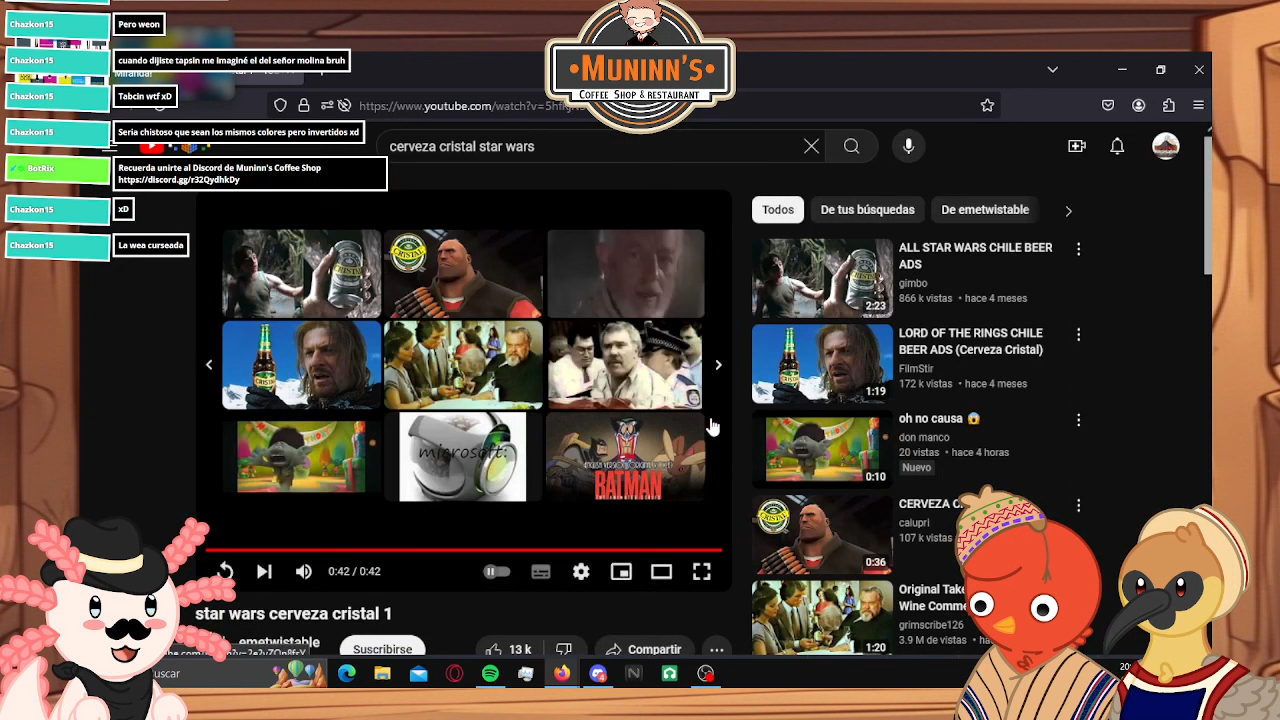 Chazkon15
Pero weon
Chazkon15
cuando dijiste tapsin me imaginé el del señor molina bruh
Miranda!
Chazkon15
Tabcin wtf xD
Chazkon15
Seria chistoso que sean los mismos colores pero invertidos xd
BotRix
Recuerda unirte al Discord de Muninn's Coffee Shop
https://discord.gg/r32QydhkDy
Chazkon15
xD
Chazkon15
La wea curseada
•MUNINN'S•
COFFEE SHOP & RESTAURANT
https://www.youtube.com/watch?v=
cerveza cristal star wars
Todos
De tus búsquedas
De emetwistable
CRISTAL
CRISTAL
CRISTAL
microsoft:
BATMAN
2:23
ALL STAR WARS CHILE BEER
ADS
gimbo
866 k vistas • hace 4 meses
1:19
LORD OF THE RINGS CHILE
BEER ADS (Cerveza Cristal)
FilmStir
172 k vistas • hace 4 meses
0:10
oh no causa 😱
don manco
20 vistas • hace 4 horas
Nuevo
0:36
CERVEZA
calupri
107 k vistas
1:20
Original Take
Wine Comme
grimscribe126
3.9 M de vistas
0:42 / 0:42
star wars cerveza cristal 1
emetwistable
Suscribirse
13 k
Compartir
uscar
20